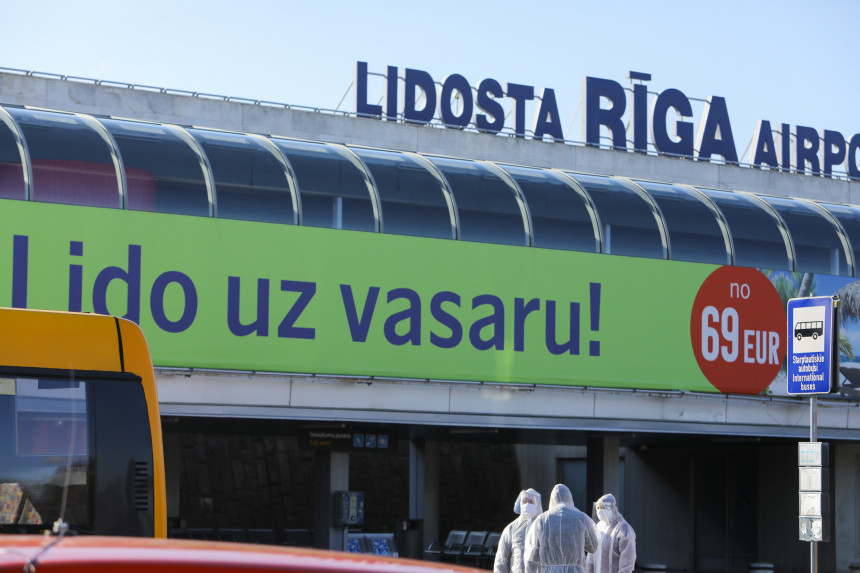 LIDOSTA RĪGA AIRPO
Lido uz vasaru!
no
69 EUR
Starptautiskie
autobusi
International
buses